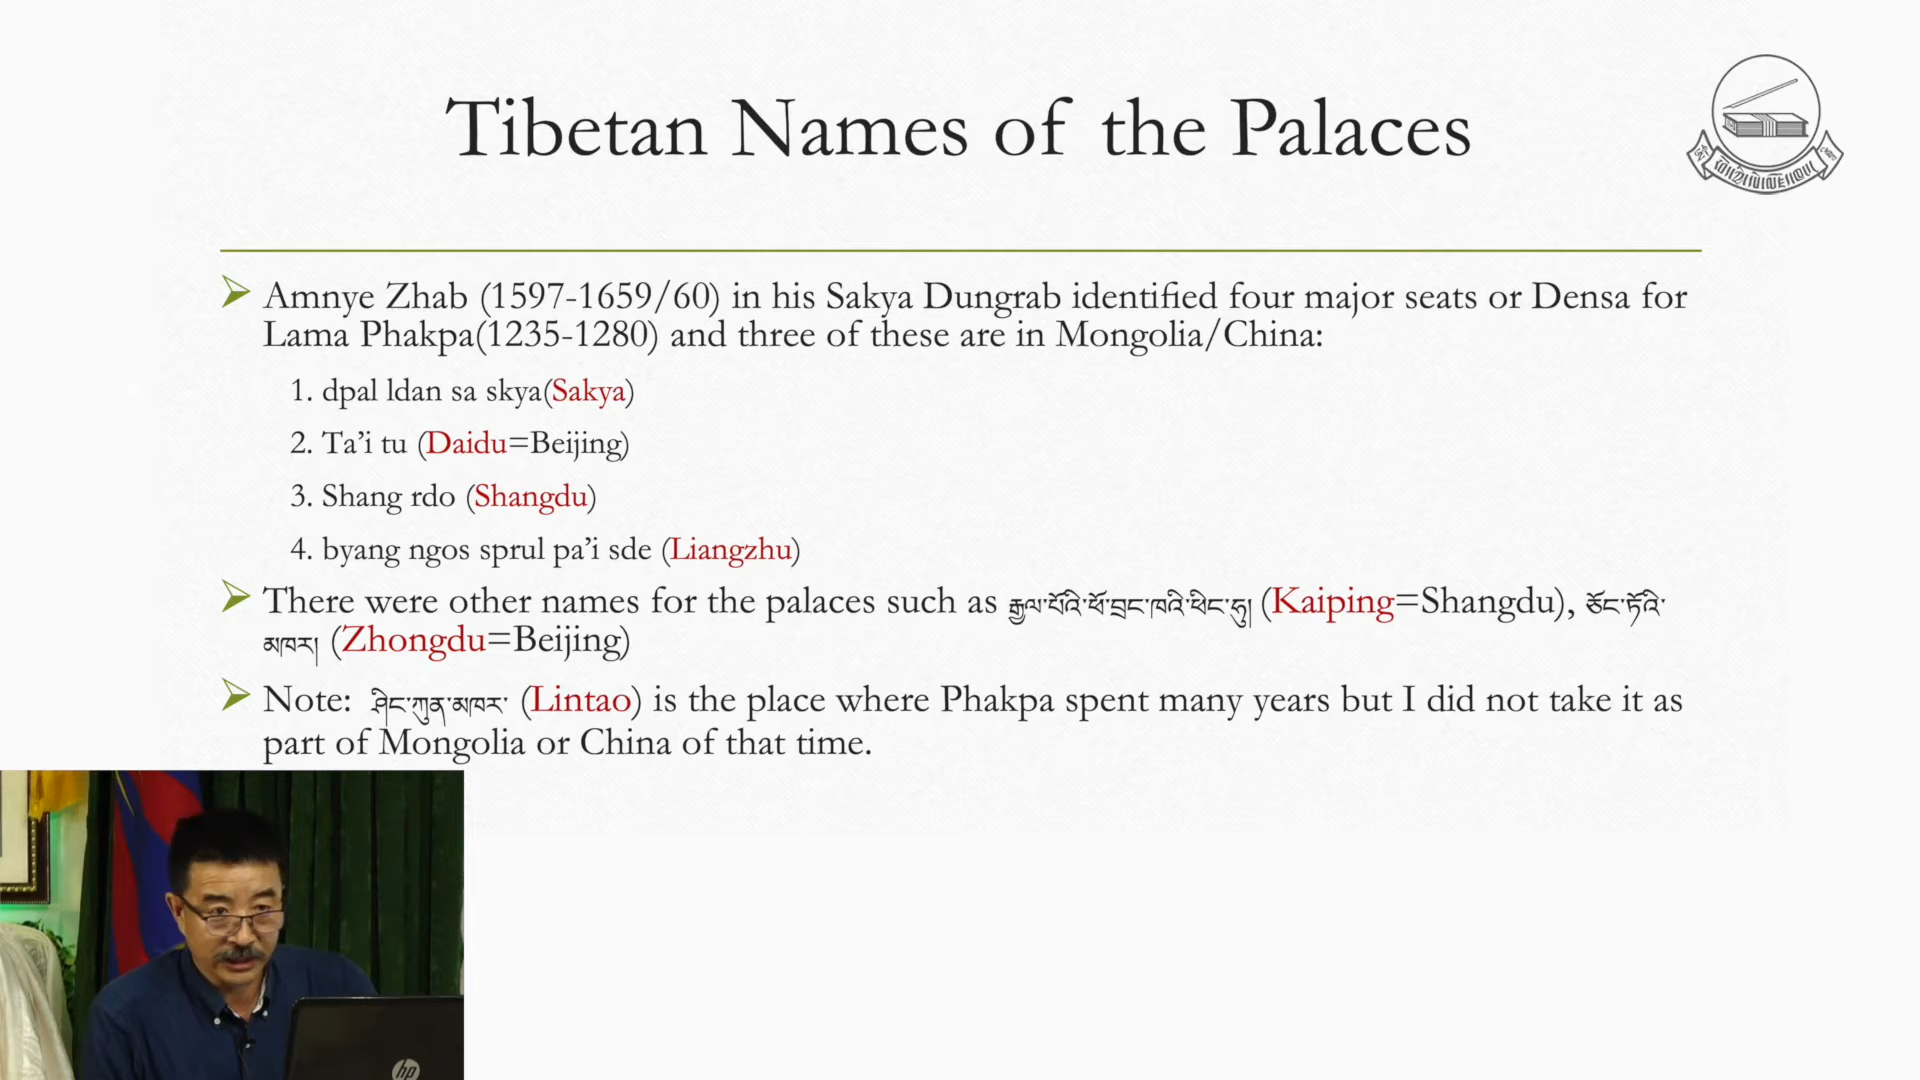 Tibetan Names of the Palaces
Amnye Zhab (1597-1659/60) in his Sakya Dungrab identified four major seats or Densa for
Lama Phakpa(1235-1280) and three of these are in Mongolia/China:
1. dpal ldan sa skya(Sakya)
2. Ta’i tu (Daidu=Beijing)
3. Shang rdo (Shangdu)
4. byang ngos sprul pa’i sde (Liangzhu)
There were other names for the palaces such as རྒྱལ་པོའི་ཕོ་བྲང་ཁའི་ཕིང་ཧུ། (Kaiping=Shangdu), ཅོང་ཏོའི་
མཁར། (Zhongdu=Beijing)
Note: ཤིང་ཀུན་མཁར་ (Lintao) is the place where Phakpa spent many years but I did not take it as
part of Mongolia or China of that time.
hp